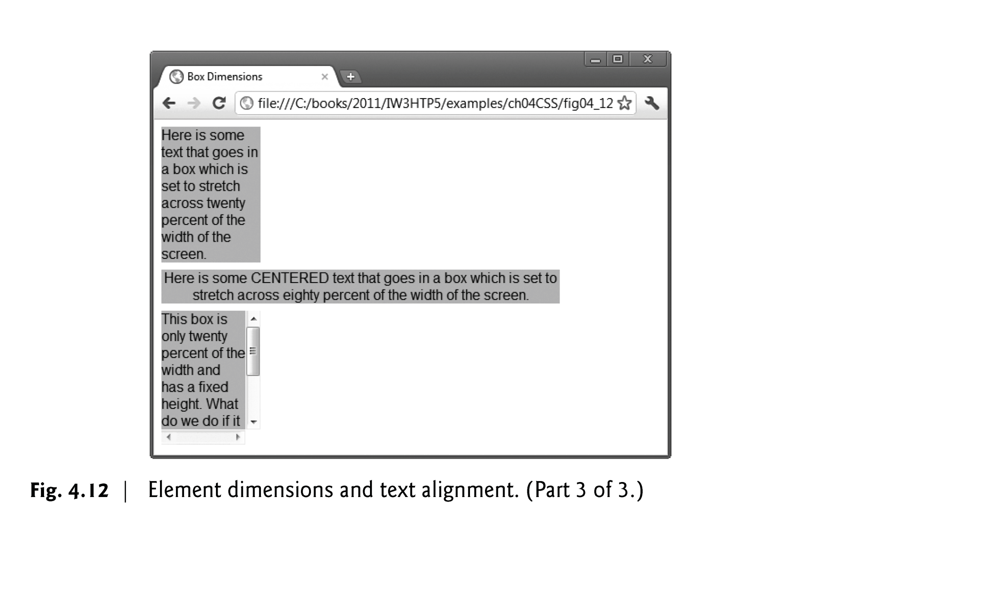 Box Dimensions
file:///C:/books/2011/IW3HTP5/examples/ch04CSS/fig04_12
Here is some
text that goes in
a box which is
set to stretch
across twenty
percent of the
width of the
screen.
Here is some CENTERED text that goes in a box which is set to
stretch across eighty percent of the width of the screen.
This box is
only twenty
percent of the
width and
has a fixed
height. What
do we do if it
Fig. 4.12 | Element dimensions and text alignment. (Part 3 of 3.)